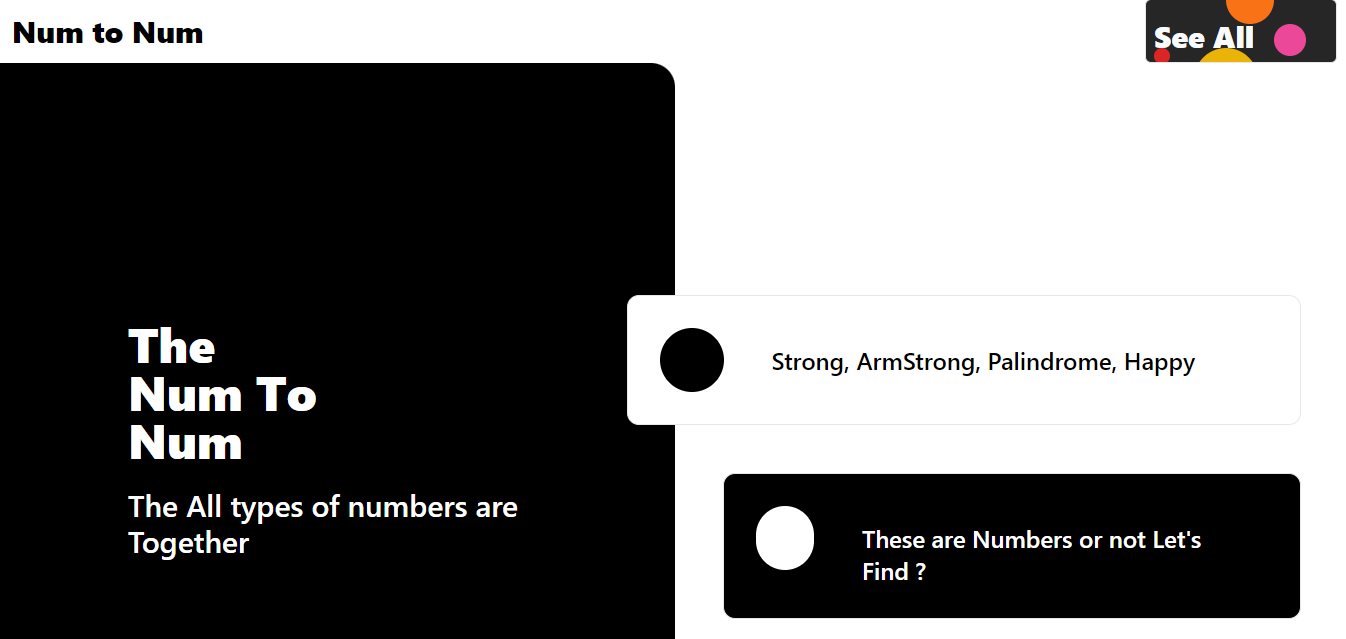 Num to Num
See All
The
Num To
Num
The All types of numbers are
Together
Strong, ArmStrong, Palindrome, Happy
These are Numbers or not Let's
Find ?